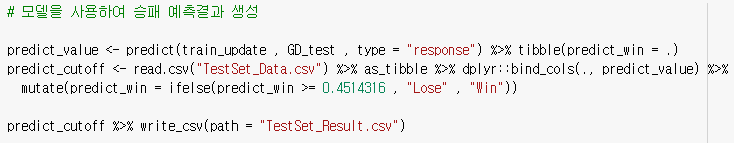 # 모델을 사용하여 승패 예측결과 생성
predict_value <- predict(train_update , GD_test , type = "response") %>% tibble(predict_win = .)
predict_cutoff <- read.csv("TestSet_Data.csv") %>% as_tibble %>% dplyr::bind_cols(., predict_value) %>%
mutate(predict_win = ifelse(predict_win >= 0.4514316 , "Lose" , "Win"))
predict_cutoff %>% write_csv(path = "TestSet_Result.csv")